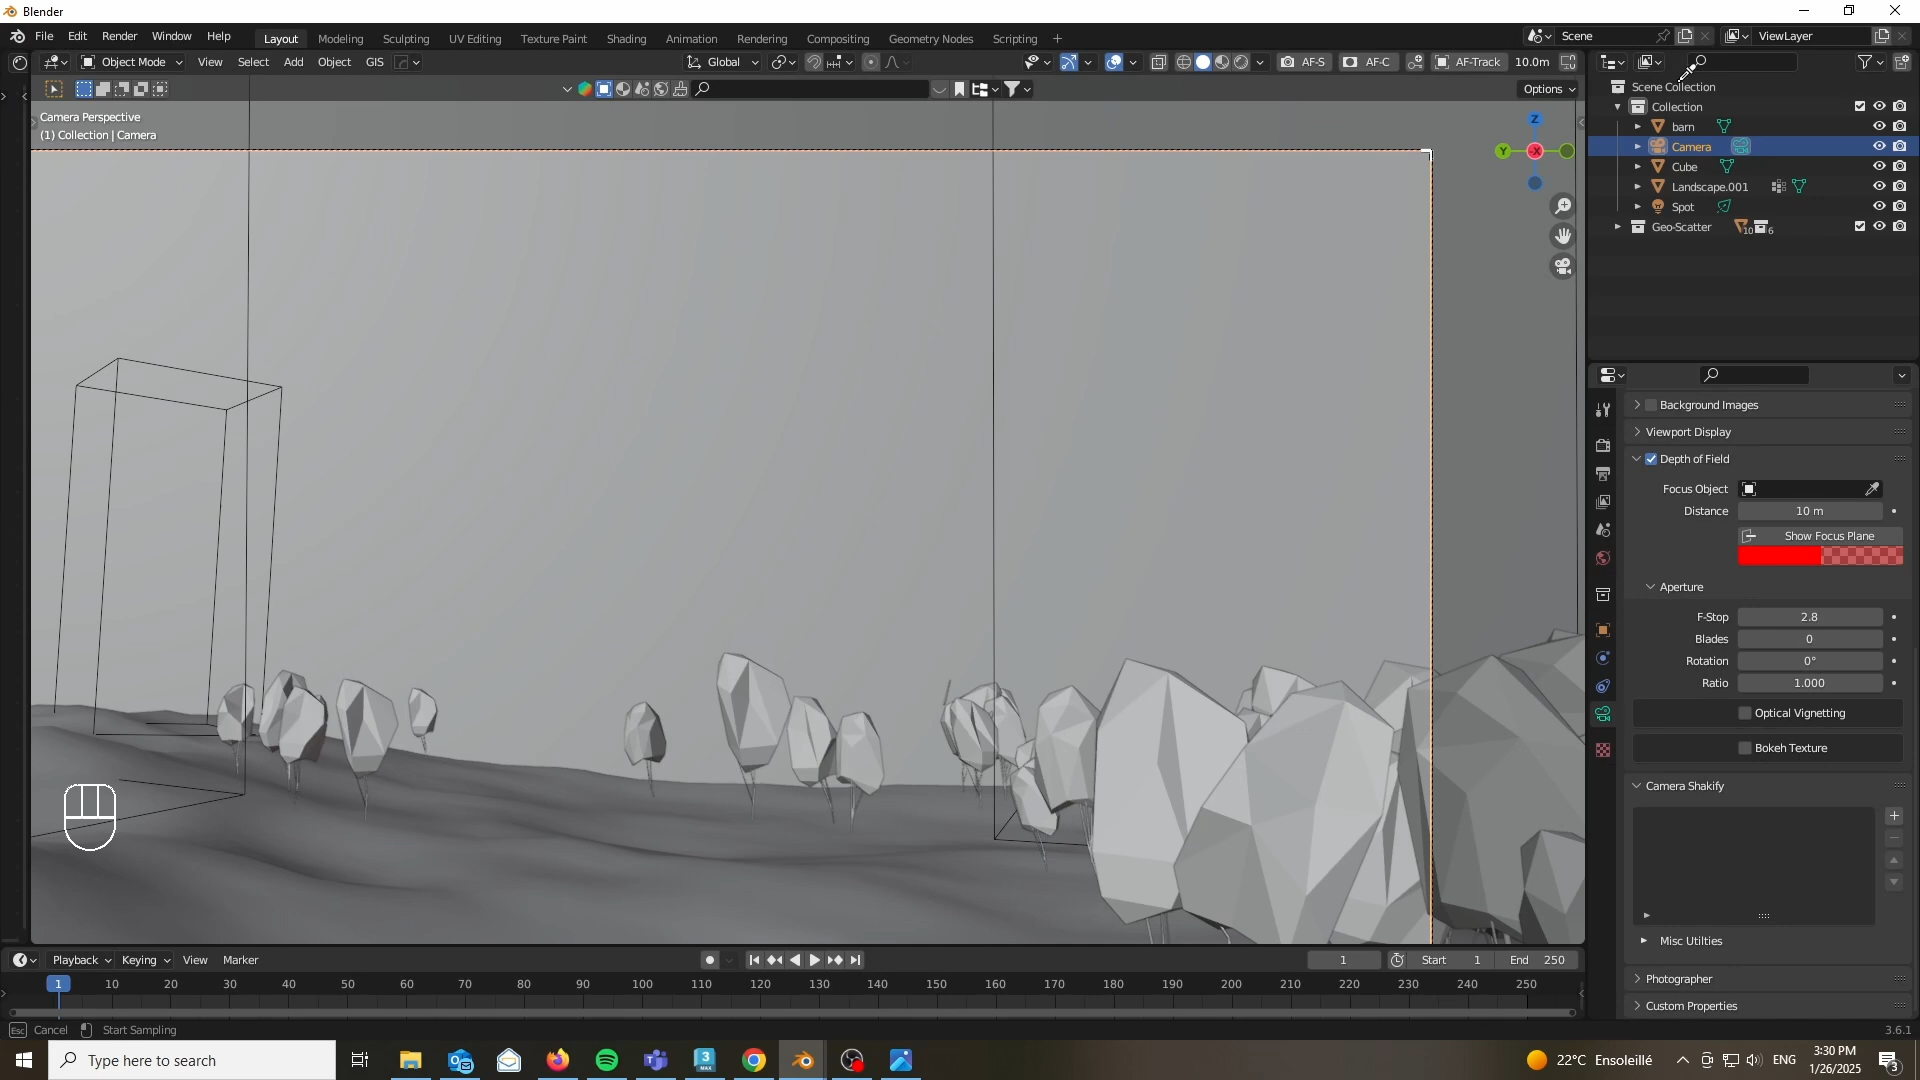 Blender
File Edit Render Window Help
Layout Modeling Sculpting UV Editing Texture Paint Shading Animation Rendering Compositing Geometry Nodes Scripting +
Scene
ViewLayer
Object Mode View Select Add Object GIS
Global
AF-S AF-C AF-Track 10.0m
Options
Camera Perspective
(1) Collection | Camera
Z
Y
-X
Scene Collection
Collection
barn
Camera
Cube
Landscape.001
Spot
Geo-Scatter 10 6
Background Images
Viewport Display
Depth of Field
Focus Object
Distance 10 m
Show Focus Plane
Aperture
F-Stop 2.8
Blades 0
Rotation 0°
Ratio 1.000
Optical Vignetting
Bokeh Texture
Camera Shakify
Misc Utilties
Photographer
Custom Properties
Playback Keying View Marker
1 Start 1 End 250
1 10 20 30 40 50 60 70 80 90 100 110 120 130 140 150 160 170 180 190 200 210 220 230 240 250
Esc Cancel Start Sampling
3.6.1
Type here to search
3 MAX
22°C Ensoleillé
ENG
3:30 PM
1/26/2025
3